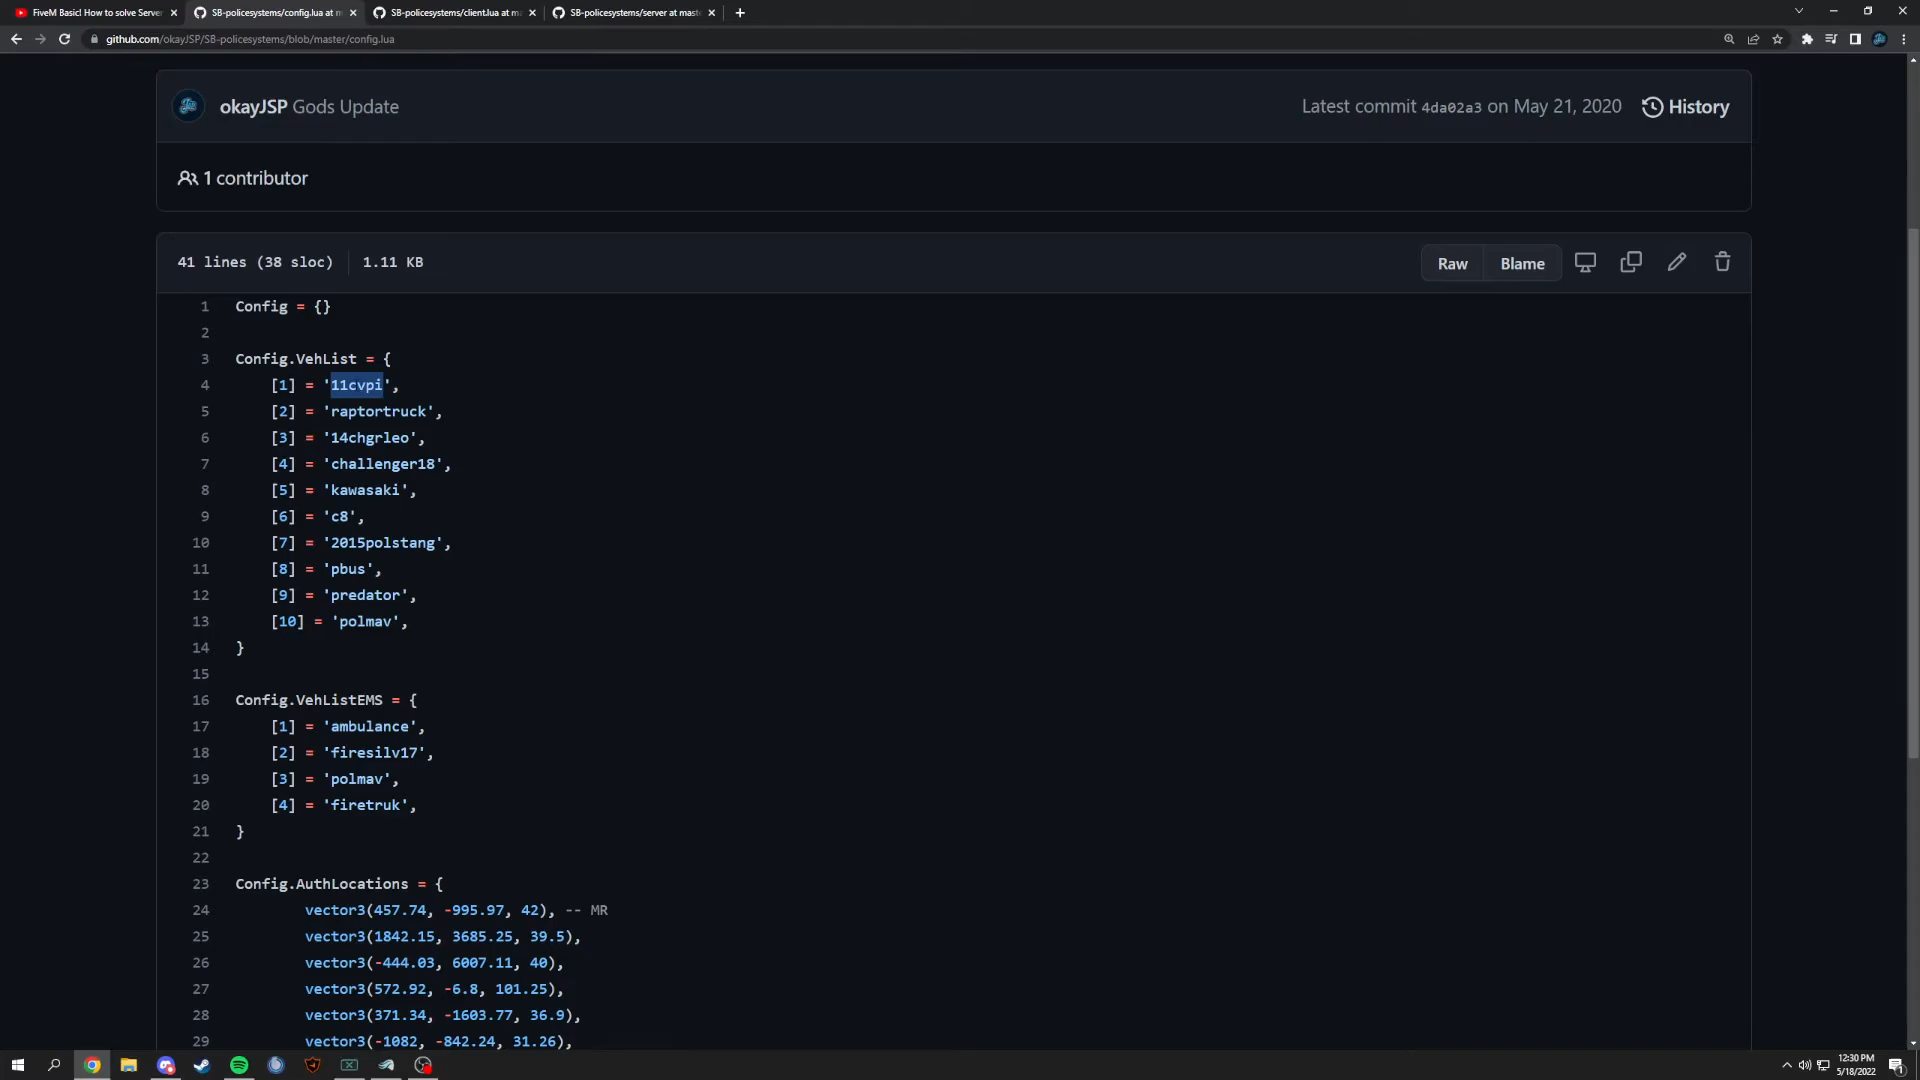 FiveM Basic! How to solve Server
SB-policesystems/config.lua at m
SB-policesystems/client.lua at ma
SB-policesystems/server at mast
github.com/okayJSP/SB-policesystems/blob/master/config.lua
okayJSP Gods Update
Latest commit 4da02a3 on May 21, 2020
History
1 contributor
41 lines (38 sloc)
1.11 KB
Raw
Blame
1 Config = {}
2
3 Config.VehList = {
4 [1] = '11cvpi',
5 [2] = 'raptortruck',
6 [3] = '14chgrleo',
7 [4] = 'challenger18',
8 [5] = 'kawasaki',
9 [6] = 'c8',
10 [7] = '2015polstang',
11 [8] = 'pbus',
12 [9] = 'predator',
13 [10] = 'polmav',
14 }
15
16 Config.VehListEMS = {
17 [1] = 'ambulance',
18 [2] = 'firesilv17',
19 [3] = 'polmav',
20 [4] = 'firetruk',
21 }
22
23 Config.AuthLocations = {
24 vector3(457.74, -995.97, 42), -- MR
25 vector3(1842.15, 3685.25, 39.5),
26 vector3(-444.03, 6007.11, 40),
27 vector3(572.92, -6.8, 101.25),
28 vector3(371.34, -1603.77, 36.9),
29 vector3(-1082, -842.24, 31.26),
12:30 PM
5/18/2022